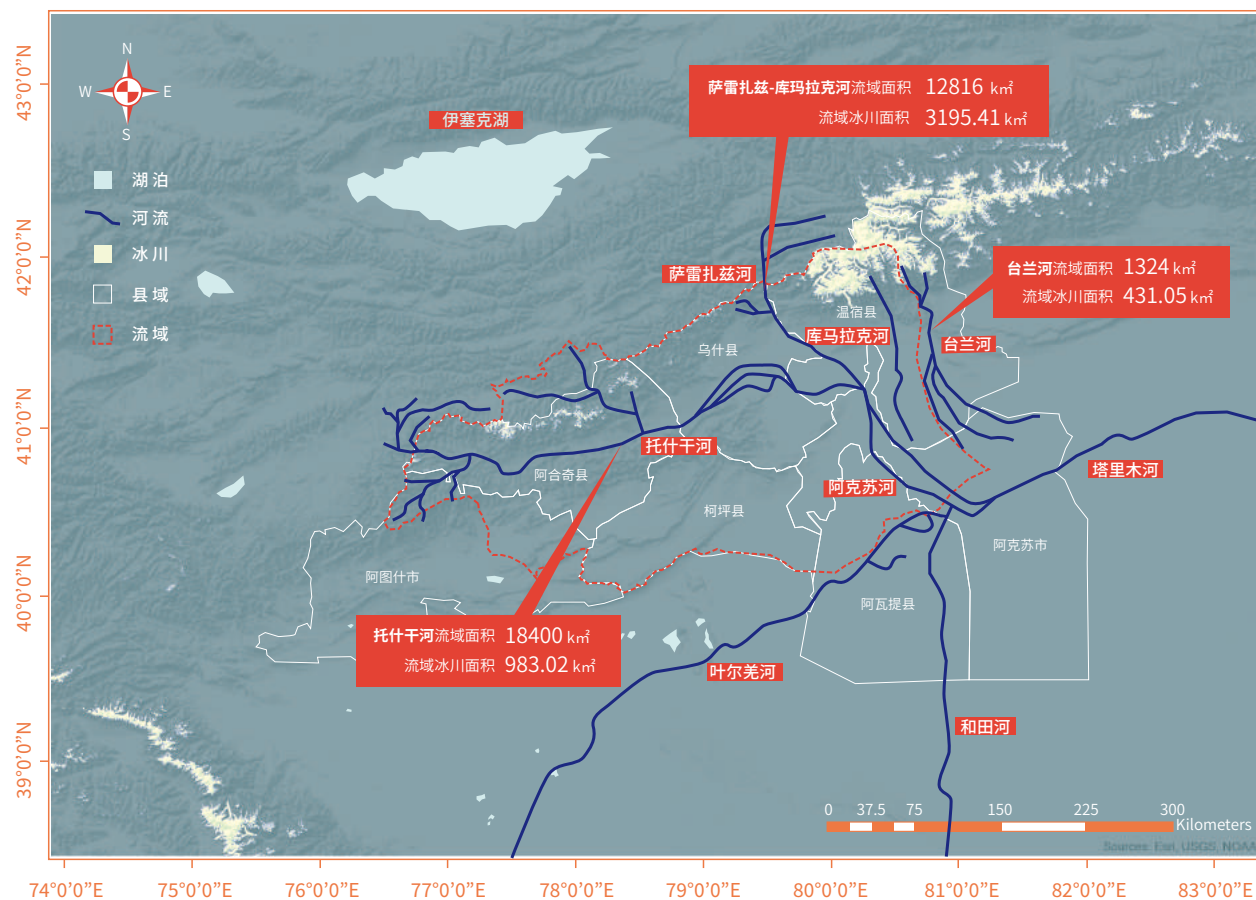 N
W
E
S
湖泊
河流
冰川
县域
流域
伊塞克湖
萨雷扎兹-库玛拉克河流域面积 12816 k㎡
流域冰川面积 3195.41 k㎡
台兰河流域面积 1324 k㎡
流域冰川面积 431.05 k㎡
萨雷扎兹河
温宿县
库马拉克河
台兰河
乌什县
托什干河
塔里木河
阿合奇县
阿克苏河
柯坪县
阿克苏市
阿图什市
阿瓦提县
托什干河流域面积 18400 k㎡
流域冰川面积 983.02 k㎡
叶尔羌河
和田河
0 37.5 75 150 225 300
Kilometers
Sources: Esri, USGS, NOAA
43°0'0"N
42°0'0"N
41°0'0"N
40°0'0"N
39°0'0"N
74°0'0"E 75°0'0"E 76°0'0"E 77°0'0"E 78°0'0"E 79°0'0"E 80°0'0"E 81°0'0"E 82°0'0"E 83°0'0"E